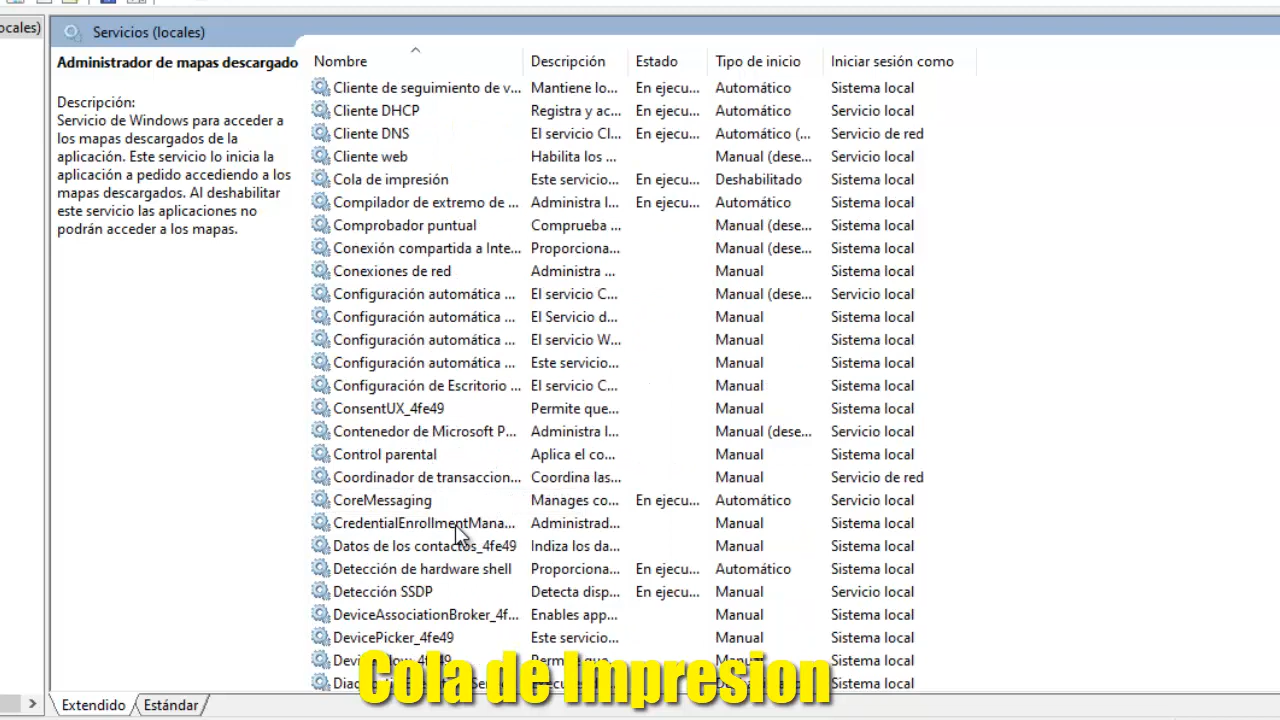 ocales)
Servicios (locales)
Administrador de mapas descargado
Descripción:
Servicio de Windows para acceder a
los mapas descargados de la
aplicación. Este servicio lo inicia la
aplicación a pedido accediendo a los
mapas descargados. Al deshabilitar
este servicio las aplicaciones no
podrán acceder a los mapas.
Nombre Descripción Estado Tipo de inicio Iniciar sesión como
Cliente de seguimiento de v... Mantiene lo... En ejecu... Automático Sistema local
Cliente DHCP Registra y ac... En ejecu... Automático Servicio local
Cliente DNS El servicio Cl... En ejecu... Automático (... Servicio de red
Cliente web Habilita los ... Manual (dese... Servicio local
Cola de impresión Este servicio... En ejecu... Deshabilitado Sistema local
Compilador de extremo de ... Administra l... En ejecu... Automático Sistema local
Comprobador puntual Comprueba ... Manual (dese... Sistema local
Conexión compartida a Inte... Proporciona... Manual (dese... Sistema local
Conexiones de red Administra ... Manual Sistema local
Configuración automática ... El servicio C... Manual (dese... Servicio local
Configuración automática ... El Servicio d... Manual Sistema local
Configuración automática ... El servicio W... Manual Sistema local
Configuración automática ... Este servicio... Manual Sistema local
Configuración de Escritorio ... El servicio C... Manual Sistema local
ConsentUX_4fe49 Permite que... Manual Sistema local
Contenedor de Microsoft P... Administra l... Manual (dese... Servicio local
Control parental Aplica el co... Manual Sistema local
Coordinador de transaccion... Coordina las... Manual Servicio de red
CoreMessaging Manages co... En ejecu... Automático Servicio local
CredentialEnrollmentMana... Administrad... Manual Sistema local
Datos de los contactos_4fe49 Indiza los da... Manual Sistema local
Detección de hardware shell Proporciona... En ejecu... Automático Sistema local
Detección SSDP Detecta disp... En ejecu... Manual Servicio local
DeviceAssociationBroker_4f... Enables app... Manual Sistema local
DevicePicker_4fe49 Este servicio... Manual Sistema local
Sistema local
Sistema local
Cola de Impresion
Extendido Estándar